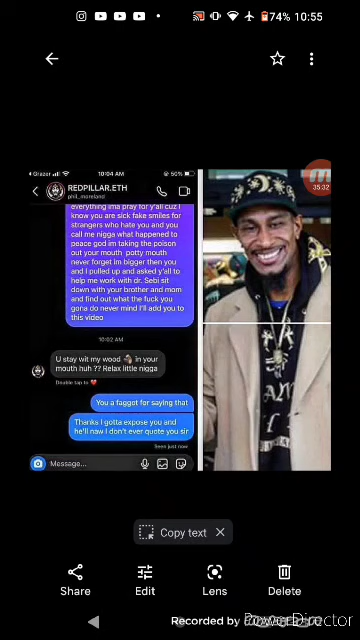 74% 10:55
Grazer
10:04 AM
50%
REDPILLAR.ETH
phil_moreland
everything ima pray for y'all cuz I
know you are sick fake smiles for
strangers who hate you and you
call me nigga what happened to
peace god im taking the poison
out your mouth potty mouth
never forget im bigger then you
and I pulled up and asked y'all to
help me work with dr. Sebi sit
down with your brother and mom
and find out what the fuck you
gona do never mind I'll add you to
this video
10:02 AM
U stay wit my wood in your
mouth huh ?? Relax little nigga
Double tap to ❤️
You a faggot for saying that
Thanks i gotta expose you and
he'll naw I don't ever quote you sir
Seen just now
Message...
35:32
Copy text
Share
Edit
Lens
Delete
Recorded by
PowerDirector